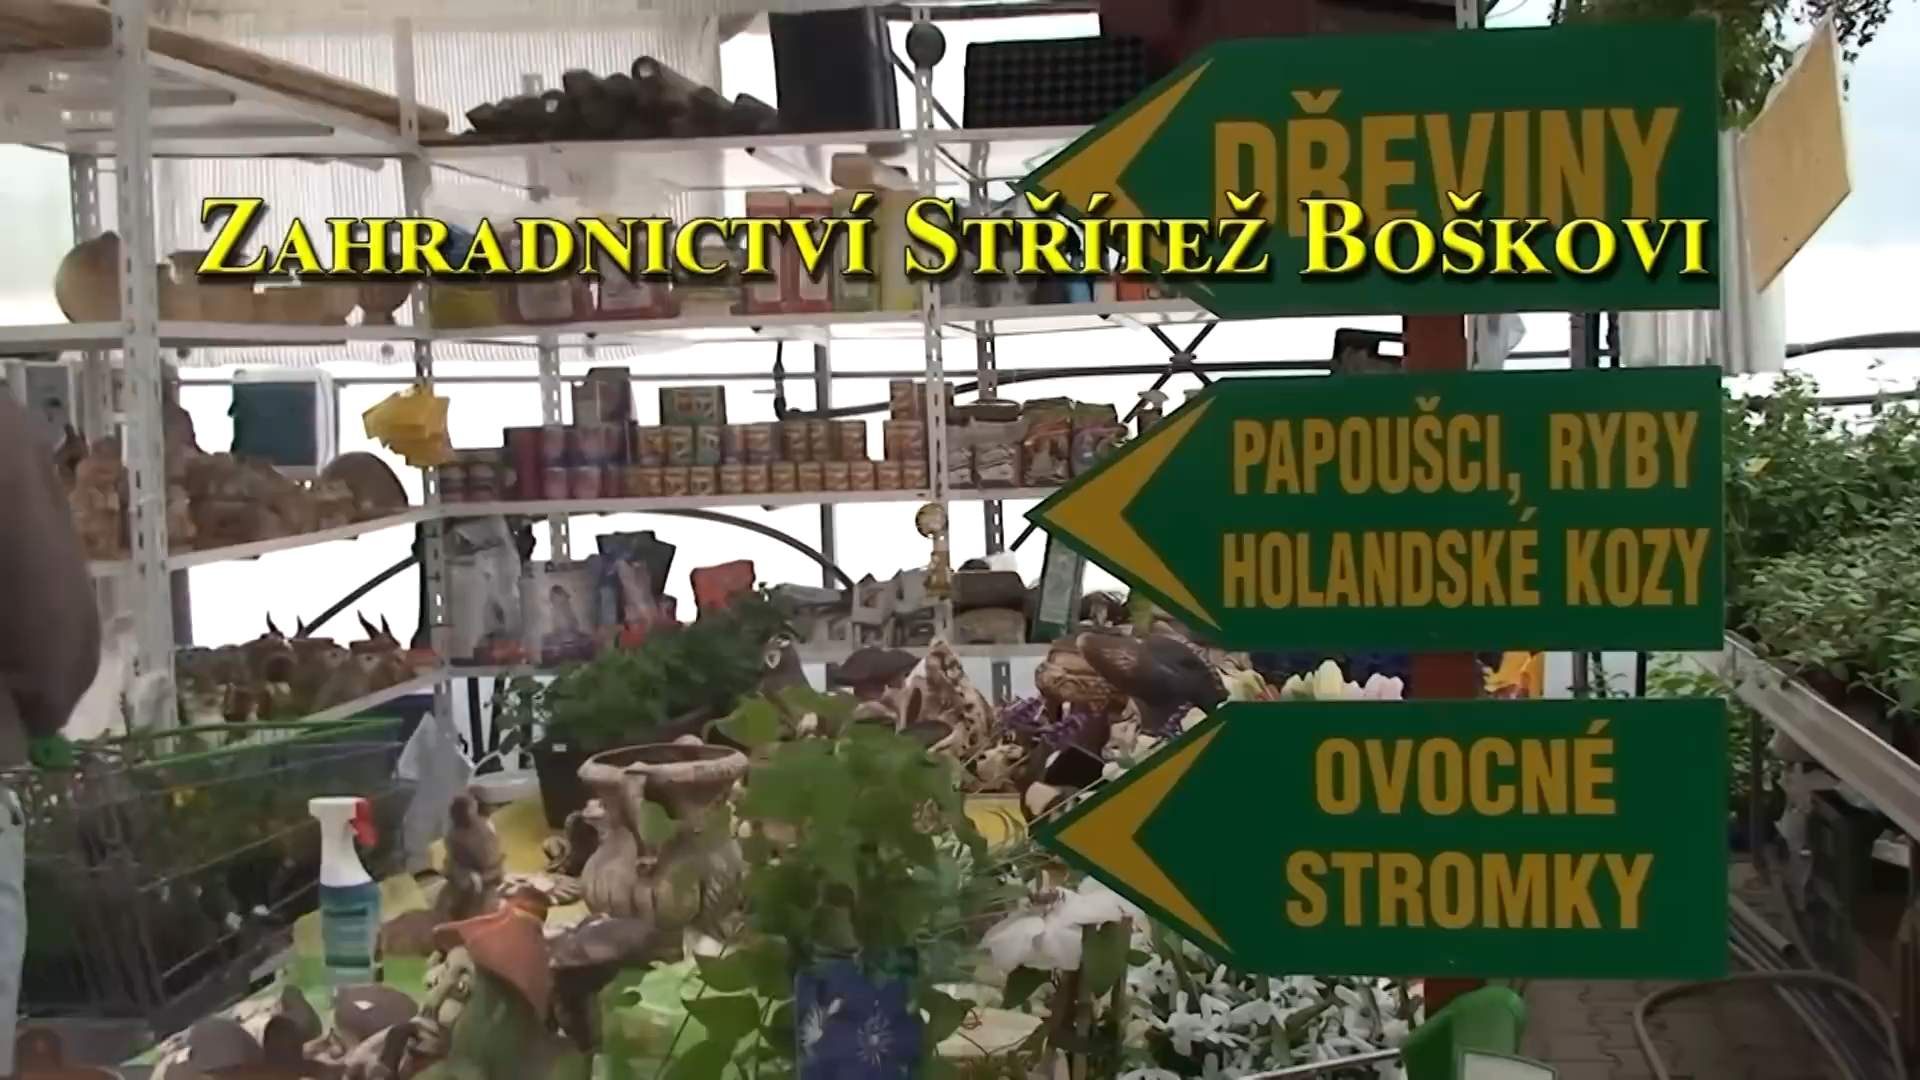 DŘEVINY
ZAHRADNICTVÍ STŘÍTEŽ BOŠKOVI
PAPOUŠCI, RYBY
HOLANDSKÉ KOZY
OVOCNÉ
STROMKY